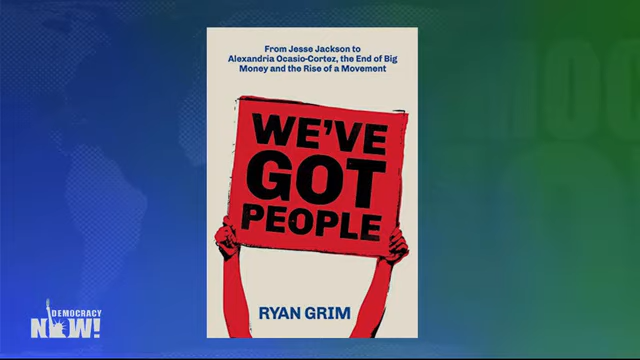 From Jesse Jackson to
Alexandria Ocasio-Cortez, the End of Big
Money and the Rise of a Movement
WE'VE
GOT
PEOPLE
RYAN GRIM
DEMOCRACY
NOW!